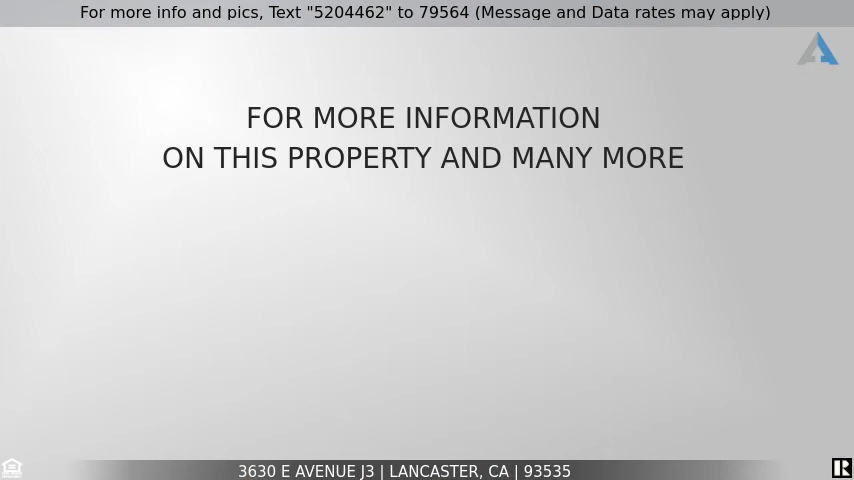 For more info and pics, Text "5204462" to 79564 (Message and Data rates may apply)
FOR MORE INFORMATION
ON THIS PROPERTY AND MANY MORE
3630 E AVENUE J3 | LANCASTER, CA | 93535